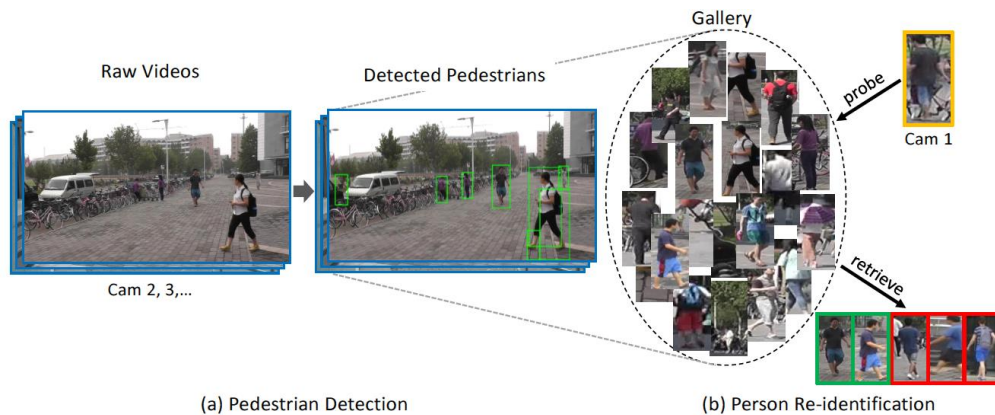 Gallery
Raw Videos
Detected Pedestrians
probe
Cam 1
Cam 2, 3,...
retrieve
(a) Pedestrian Detection
(b) Person Re-identification